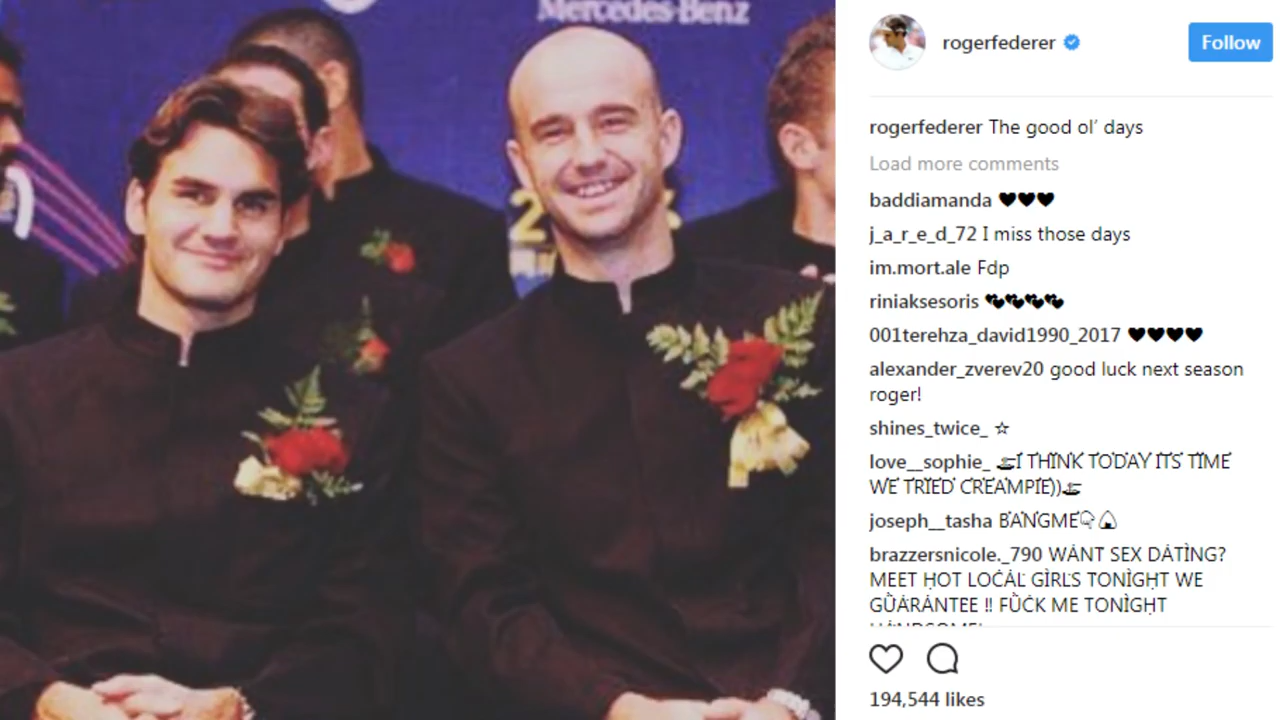 Mercedes-Benz
2
rogerfederer
Follow
rogerfederer The good ol' days
Load more comments
baddiamanda ♥♥♥
j_a_r_e_d_72 I miss those days
im.mort.ale Fdp
riniaksesoris 💕💕💕💕
001terehza_david1990_2017 ♥♥♥♥
alexander_zverev20 good luck next season
roger!
shines_twice_ ☆
love__sophie_ I THINK TODAY ITS TIME
WE TRIED CREAMPIE))
joseph__tasha BANGME
brazzersnicole._790 WANT SEX DATING?
MEET HOT LOCAL GIRLS TONIGHT WE
GUARANTEE !! FUCK ME TONIGHT
194,544 likes